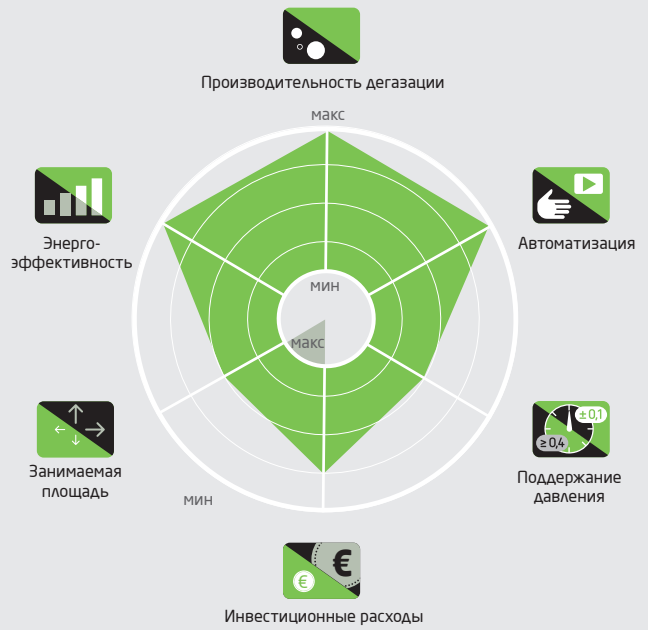 Производительность дегазации
макс
Энерго-
эффективность
Автоматизация
мин
макс
± 0,1
≥ 0,4
Занимаемая
площадь
Поддержание
давления
мин
€
€
Инвестиционные расходы